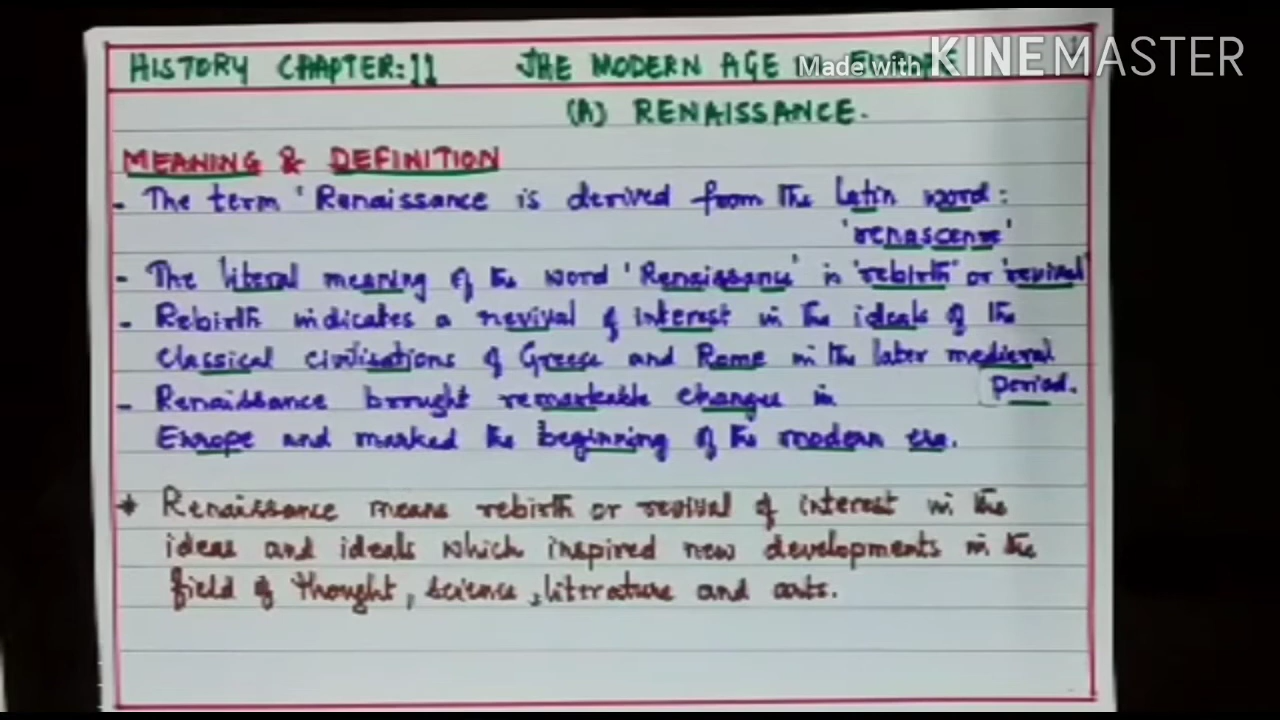 HISTORY CHAPTER:11 THE MODERN AGE IN EUROPE
Made with KINEMASTER
(A) RENAISSANCE.
MEANING & DEFINITION
- The term 'Renaissance is derived from the Latin word:
'renascere'
- The literal meaning of the word 'Renaissance' is 'rebirth' or 'revival'
- Rebirth indicates a revival of interest in the ideals of the
classical civilisations of Greese and Rome in the later medieval
period.
- Renaissance brought remarkable changes in
Europe and marked the beginning of the modern era.
* Renaissance means rebirth or revival of interest in the
ideas and ideals which inspired new developments in the
field of thought, science, literature and arts.